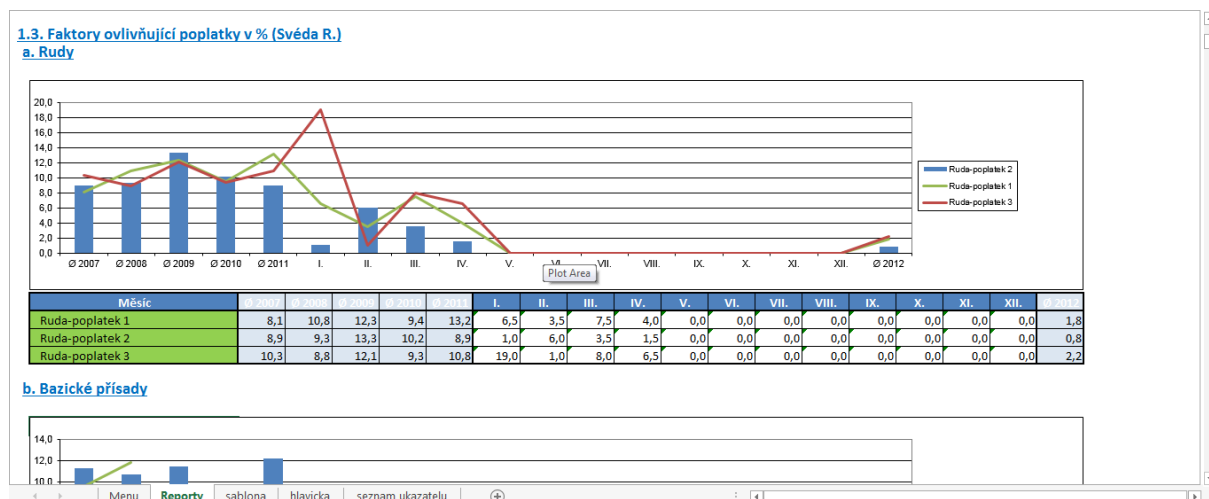 1.3. Faktory ovlivňující poplatky v % (Svéda R.)
a. Rudy
20,0
18,0
16,0
14,0
12,0
10,0
8,0
6,0
4,0
2,0
0,0
Ø 2007 Ø 2008 Ø 2009 Ø 2010 Ø 2011 I. II. III. IV. V. VI. VII. VIII. IX. X. XI. XII. Ø 2012
Ruda-poplatek 2
Ruda-poplatek 1
Ruda-poplatek 3
Plot Area
Měsíc Ø 2007 Ø 2008 Ø 2009 Ø 2010 Ø 2011 I. II. III. IV. V. VI. VII. VIII. IX. X. XI. XII. Ø 2012
Ruda-poplatek 1 8,1 10,8 12,3 9,4 13,2 6,5 3,5 7,5 4,0 0,0 0,0 0,0 0,0 0,0 0,0 0,0 0,0 1,8
Ruda-poplatek 2 8,9 9,3 13,3 10,2 8,9 1,0 6,0 3,5 1,5 0,0 0,0 0,0 0,0 0,0 0,0 0,0 0,0 0,8
Ruda-poplatek 3 10,3 8,8 12,1 9,3 10,8 19,0 1,0 8,0 6,5 0,0 0,0 0,0 0,0 0,0 0,0 0,0 0,0 2,2
b. Bazické přísady
14,0
12,0
10,0
Menu Reporty sablona hlavicka seznam ukazatelu